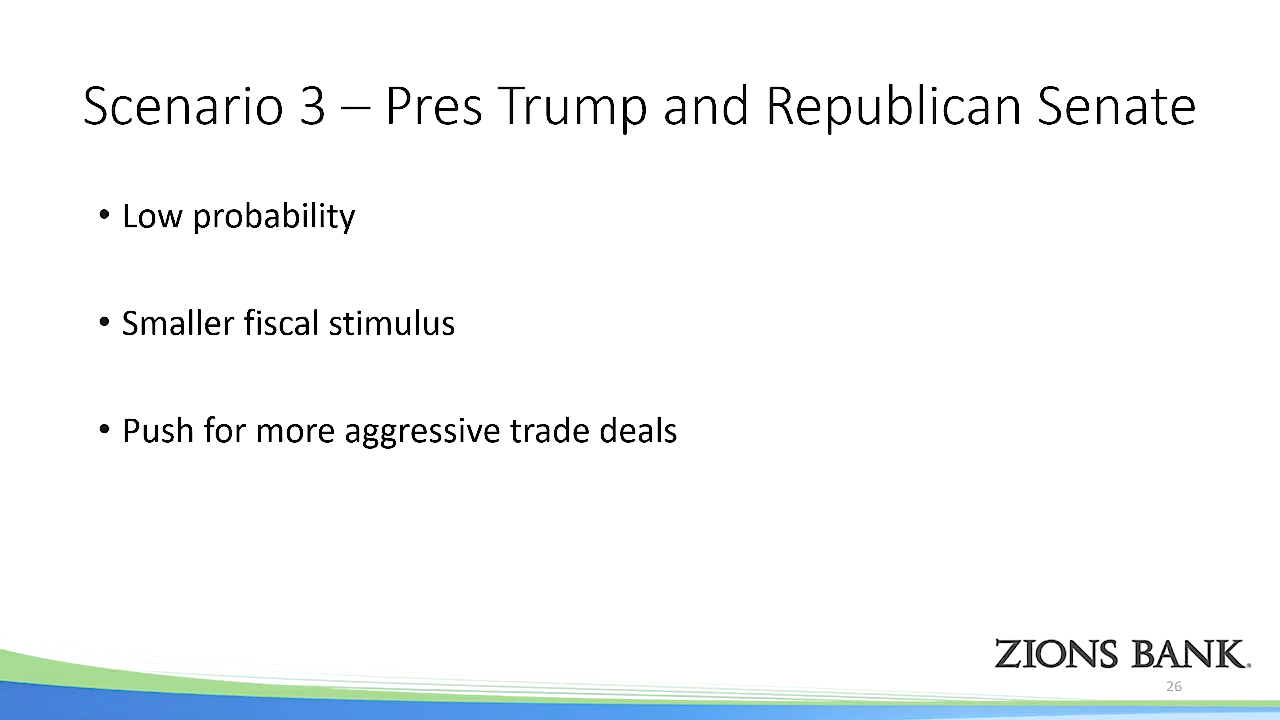 Scenario 3 – Pres Trump and Republican Senate
• Low probability
• Smaller fiscal stimulus
• Push for more aggressive trade deals
ZIONS BANK®
26